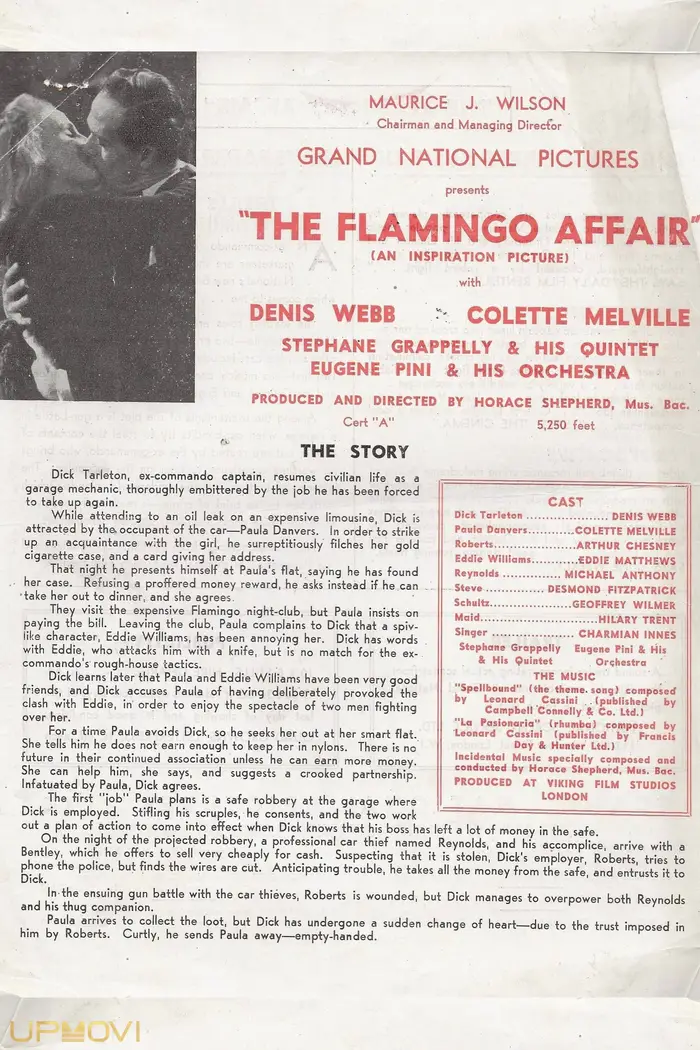 MAURICE J. WILSON
Chairman and Managing Director
GRAND NATIONAL PICTURES
presents
"THE FLAMINGO AFFAIR"
(AN INSPIRATION PICTURE)
with
DENIS WEBB COLETTE MELVILLE
STEPHANE GRAPPELLY & HIS QUINTET
EUGENE PINI & HIS ORCHESTRA
PRODUCED AND DIRECTED BY HORACE SHEPHERD, Mus. Bac.
Cert "A" 5,250 feet
THE STORY
Dick Tarleton, ex-commando captain, resumes civilian life as a
garage mechanic, thoroughly embittered by the job he has been forced
to take up again.
While attending to an oil leak on an expensive limousine, Dick is
attracted by the occupant of the car—Paula Danvers. In order to strike
up an acquaintance with the girl, he surreptitiously filches her gold
cigarette case, and a card giving her address.
That night he presents himself at Paula's flat, saying he has found
her case. Refusing a proffered money reward, he asks instead if he can
take her out to dinner, and she agrees.
They visit the expensive Flamingo night-club, but Paula insists on
paying the bill. Leaving the club, Paula complains to Dick that a spiv-
like character, Eddie Williams, has been annoying her. Dick has words
with Eddie, who attacks him with a knife, but is no match for the ex-
commando's rough-house tactics.
Dick learns later that Paula and Eddie Williams have been very good
friends, and Dick accuses Paula of having deliberately provoked the
clash with Eddie, in order to enjoy the spectacle of two men fighting
over her.
For a time Paula avoids Dick, so he seeks her out at her smart flat.
She tells him he does not earn enough to keep her in nylons. There is no
future in their continued association unless he can earn more money.
She can help him, she says, and suggests a crooked partnership.
Infatuated by Paula, Dick agrees.
The first "job" Paula plans is a safe robbery at the garage where
Dick is employed. Stifling his scruples, he consents, and the two work
out a plan of action to come into effect when Dick knows that his boss has left a lot of money in the safe.
On the night of the projected robbery, a professional car thief named Reynolds, and his accomplice, arrive with a
Bentley, which he offers to sell very cheaply for cash. Suspecting that it is stolen, Dick's employer, Roberts, tries to
phone the police, but finds the wires are cut. Anticipating trouble, he takes all the money from the safe, and entrusts it to
Dick.
In the ensuing gun battle with the car thieves, Roberts is wounded, but Dick manages to overpower both Reynolds
and his thug companion.
Paula arrives to collect the loot, but Dick has undergone a sudden change of heart—due to the trust imposed in
him by Roberts. Curtly, he sends Paula away—empty-handed.
CAST
Dick Tarleton .................. DENIS WEBB
Paula Danvers..........COLETTE MELVILLE
Roberts..................ARTHUR CHESNEY
Eddie Williams..........EDDIE MATTHEWS
Reynolds .............. MICHAEL ANTHONY
Steve .............. DESMOND FITZPATRICK
Schultz..................GEOFFREY WILMER
Maid........................HILARY TRENT
Singer .................. CHARMIAN INNES
Stephane Grappelly Eugene Pini & His
& His Quintet Orchestra
THE MUSIC
"Spellbound" (the theme song) composed
by Leonard Cassini (published by
Campbell Connelly & Co. Ltd.)
"La Pasionaria" (rhumba) composed by
Leonard Cassini (published by Francis
Day & Hunter Ltd.)
Incidental Music specially composed and
conducted by Horace Shepherd, Mus. Bac.
PRODUCED AT VIKING FILM STUDIOS
LONDON
UPMOVI